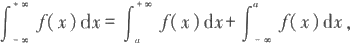 ∫_{-∞}^{+∞} f(x)dx = ∫_{a}^{+∞} f(x)dx + ∫_{-∞}^{a} f(x)dx,